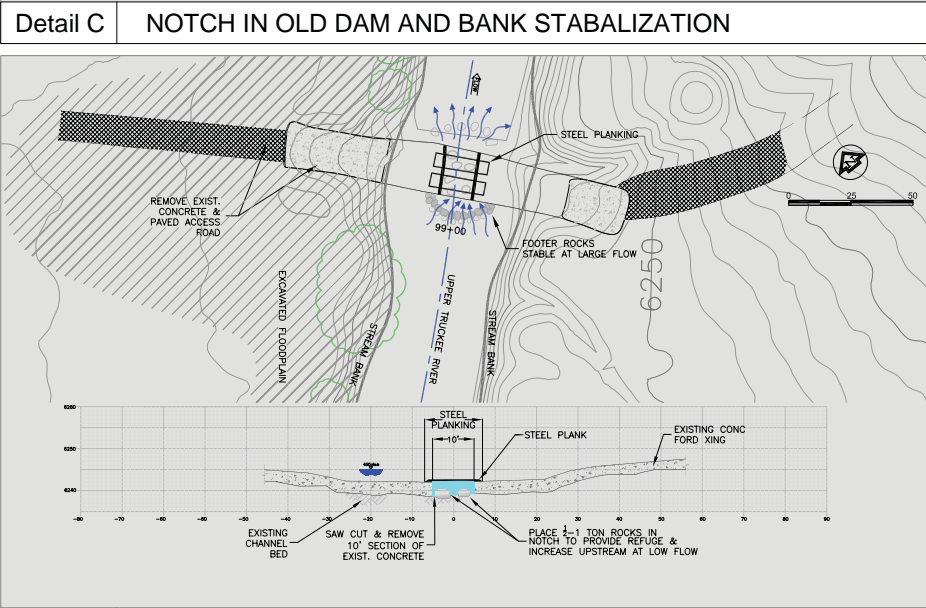 Detail C
NOTCH IN OLD DAM AND BANK STABALIZATION
FLOW
STEEL PLANKING
REMOVE EXIST.
CONCRETE &
PAVED ACCESS
ROAD
99+00
FOOTER ROCKS
STABLE AT LARGE FLOW
0 25 50
6250
EXCAVATED FLOODPLAIN
STREAM BANK
UPPER TRUCKEE RIVER
STREAM BANK
6260
6250
6240
STEEL
PLANKING
10'
STEEL PLANK
EXISTING CONC
FORD XING
-80 -70 -60 -50 -40 -30 -20 -10 0 10 20 30 40 50 60 70 80 90
EXISTING
CHANNEL
BED
SAW CUT & REMOVE
10' SECTION OF
EXIST. CONCRETE
PLACE ½-1 TON ROCKS IN
NOTCH TO PROVIDE REFUGE &
INCREASE UPSTREAM AT LOW FLOW